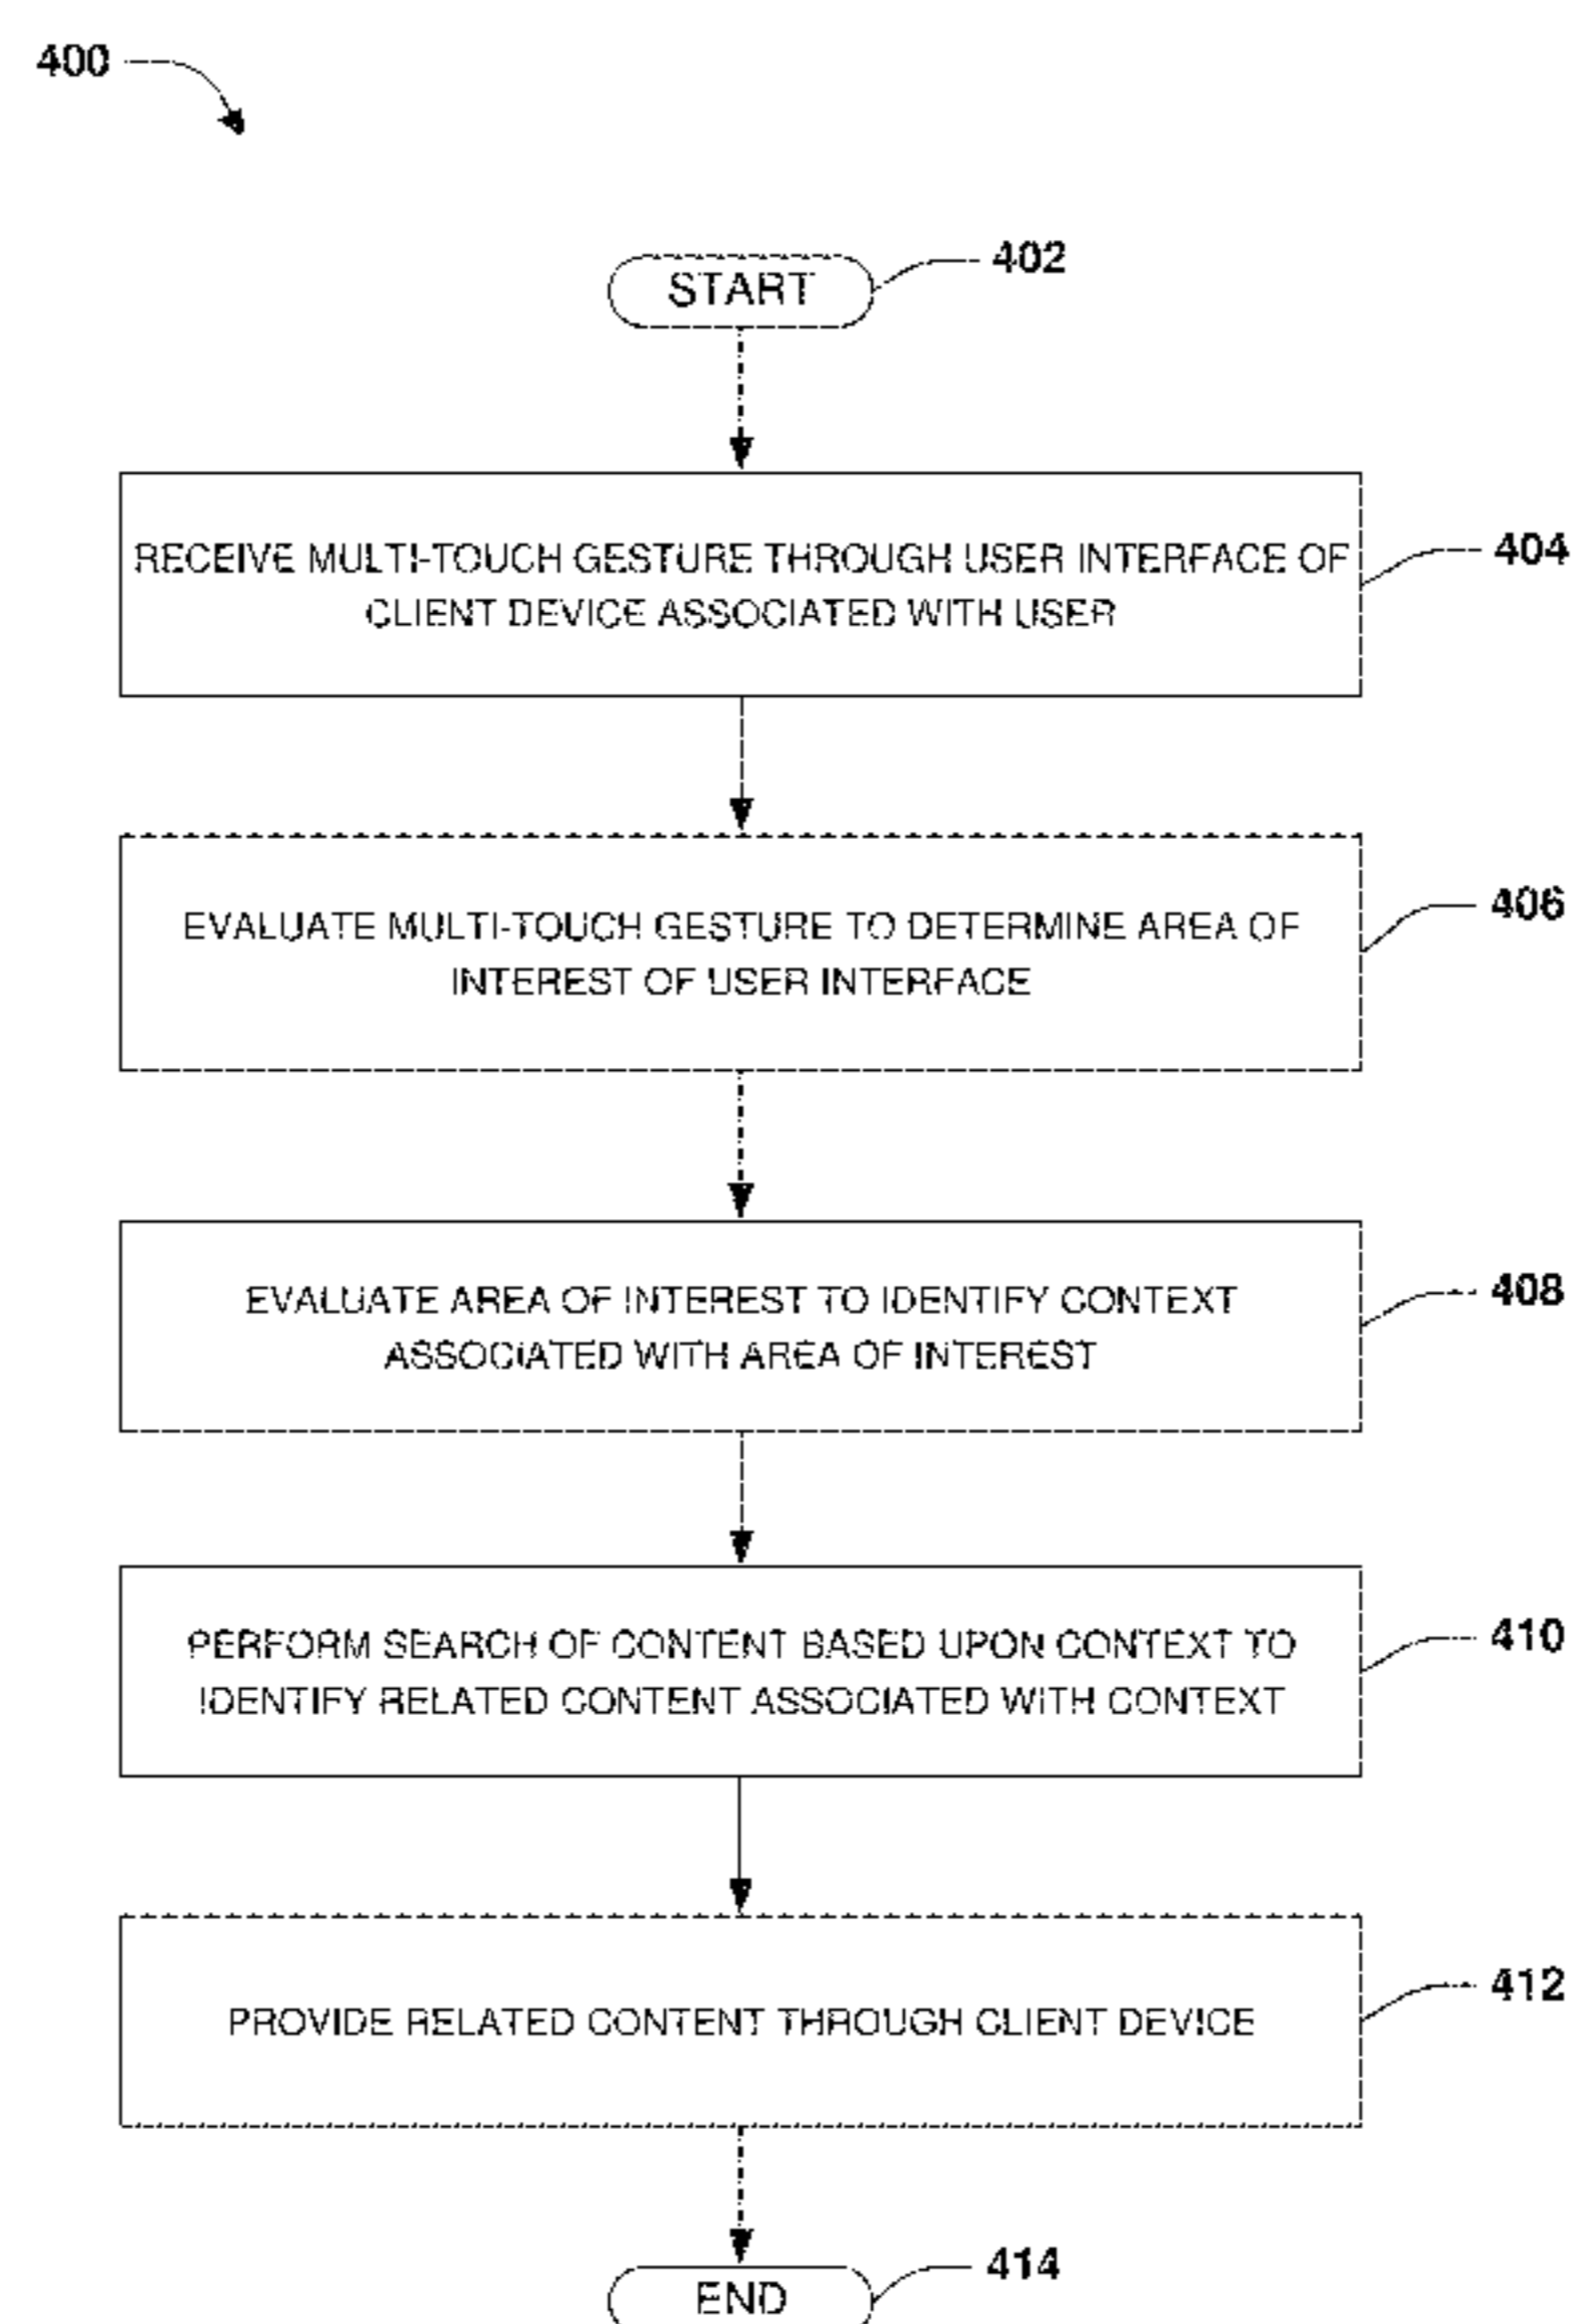 400
START
402
RECEIVE MULTI-TOUCH GESTURE THROUGH USER INTERFACE OF
CLIENT DEVICE ASSOCIATED WITH USER
404
EVALUATE MULTI-TOUCH GESTURE TO DETERMINE AREA OF
INTEREST OF USER INTERFACE
406
EVALUATE AREA OF INTEREST TO IDENTIFY CONTEXT
ASSOCIATED WITH AREA OF INTEREST
408
PERFORM SEARCH OF CONTENT BASED UPON CONTEXT TO
IDENTIFY RELATED CONTENT ASSOCIATED WITH CONTEXT
410
PROVIDE RELATED CONTENT THROUGH CLIENT DEVICE
412
END
414